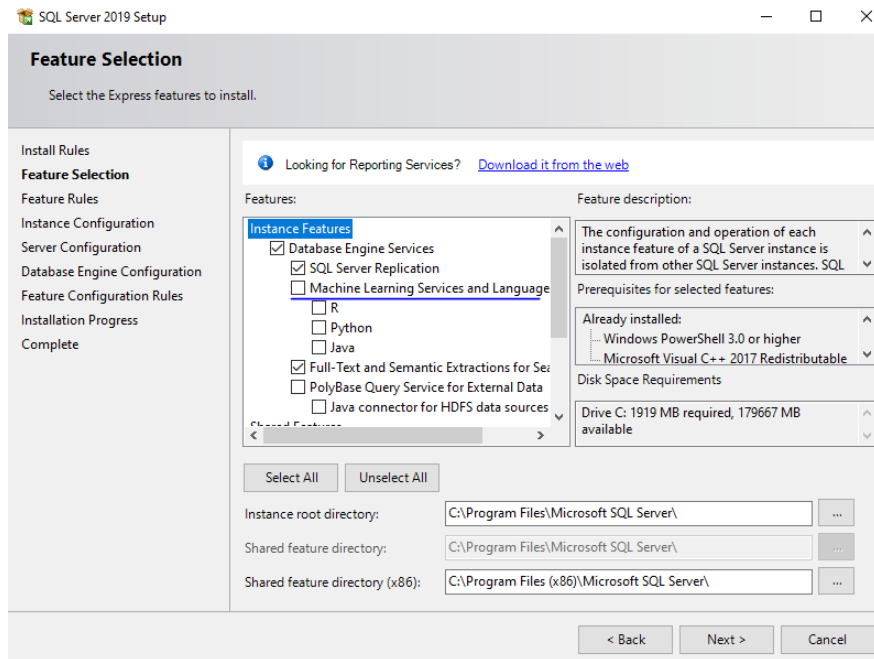 SQL Server 2019 Setup
Feature Selection
Select the Express features to install.
Install Rules
Feature Selection
Feature Rules
Instance Configuration
Server Configuration
Database Engine Configuration
Feature Configuration Rules
Installation Progress
Complete
Looking for Reporting Services? Download it from the web
Features:
Instance Features
Database Engine Services
SQL Server Replication
Machine Learning Services and Language
R
Python
Java
Full-Text and Semantic Extractions for Sea
PolyBase Query Service for External Data
Java connector for HDFS data sources
Shared Features
Feature description:
The configuration and operation of each
instance feature of a SQL Server instance is
isolated from other SQL Server instances. SQL
Prerequisites for selected features:
Already installed:
Windows PowerShell 3.0 or higher
Microsoft Visual C++ 2017 Redistributable
Disk Space Requirements
Drive C: 1919 MB required, 179667 MB
available
Select All
Unselect All
Instance root directory:
C:\Program Files\Microsoft SQL Server\
...
Shared feature directory:
C:\Program Files\Microsoft SQL Server\
...
Shared feature directory (x86):
C:\Program Files (x86)\Microsoft SQL Server\
...
< Back
Next >
Cancel